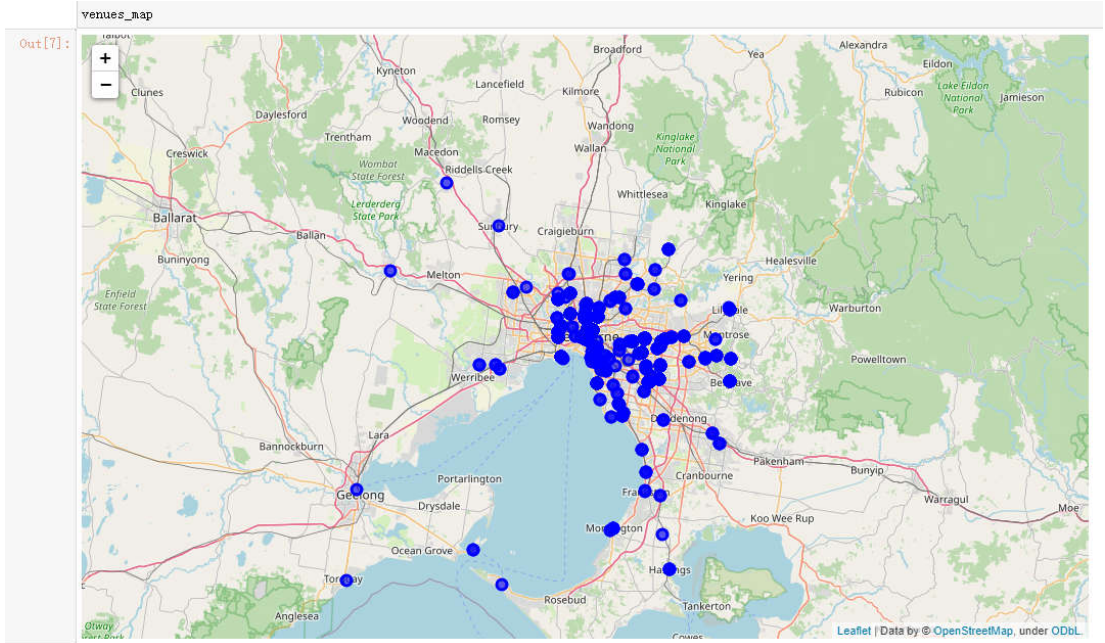 venues_map
Out[7]:
+
−
Talbot
Clunes
Creswick
Ballarat
Buninyong
Enfield
State Forest
Daylesford
Trentham
Kyneton
Woodend
Macedon
Wombat
State Forest
Lerderderg
State Park
Ballan
Lancefield
Romsey
Riddells Creek
Sunbury
Melton
Broadford
Kilmore
Wandong
Wallan
Craigieburn
Whittlesea
Kinglake
National
Park
Kinglake
Yea
Alexandra
Eildon
Rubicon
Lake Eildon
National
Park
Jamieson
Healesville
Yering
Lilydale
Montrose
Warburton
Powelltown
Belgrave
Dandenong
Werribee
Lara
Bannockburn
Geelong
Portarlington
Drysdale
Ocean Grove
Torquay
Anglesea
Otway
Forest Park
Cranbourne
Pakenham
Bunyip
Warragul
Moe
Koo Wee Rup
Frankston
Mornington
Hastings
Rosebud
Tankerton
Cowes
Leaflet | Data by © OpenStreetMap, under ODbL.